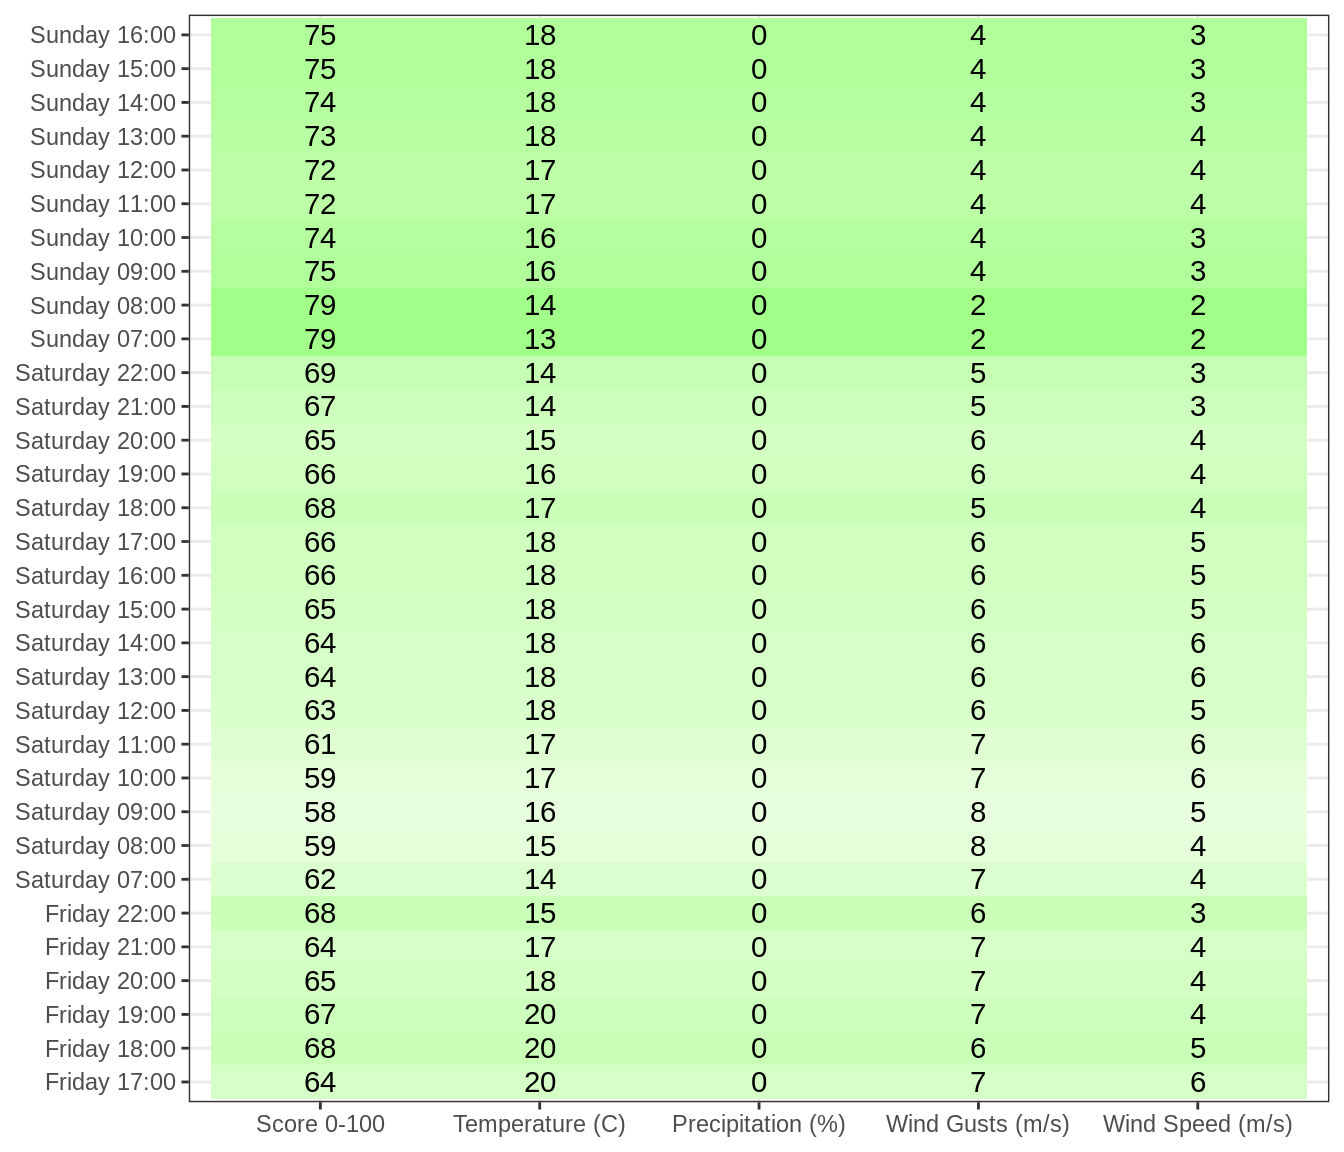 Sunday 16:00 75 18 0 4 3
Sunday 15:00 75 18 0 4 3
Sunday 14:00 74 18 0 4 3
Sunday 13:00 73 18 0 4 4
Sunday 12:00 72 17 0 4 4
Sunday 11:00 72 17 0 4 4
Sunday 10:00 74 16 0 4 3
Sunday 09:00 75 16 0 4 3
Sunday 08:00 79 14 0 2 2
Sunday 07:00 79 13 0 2 2
Saturday 22:00 69 14 0 5 3
Saturday 21:00 67 14 0 5 3
Saturday 20:00 65 15 0 6 4
Saturday 19:00 66 16 0 6 4
Saturday 18:00 68 17 0 5 4
Saturday 17:00 66 18 0 6 5
Saturday 16:00 66 18 0 6 5
Saturday 15:00 65 18 0 6 5
Saturday 14:00 64 18 0 6 6
Saturday 13:00 64 18 0 6 6
Saturday 12:00 63 18 0 6 5
Saturday 11:00 61 17 0 7 6
Saturday 10:00 59 17 0 7 6
Saturday 09:00 58 16 0 8 5
Saturday 08:00 59 15 0 8 4
Saturday 07:00 62 14 0 7 4
Friday 22:00 68 15 0 6 3
Friday 21:00 64 17 0 7 4
Friday 20:00 65 18 0 7 4
Friday 19:00 67 20 0 7 4
Friday 18:00 68 20 0 6 5
Friday 17:00 64 20 0 7 6
Score 0-100 Temperature (C) Precipitation (%) Wind Gusts (m/s) Wind Speed (m/s)